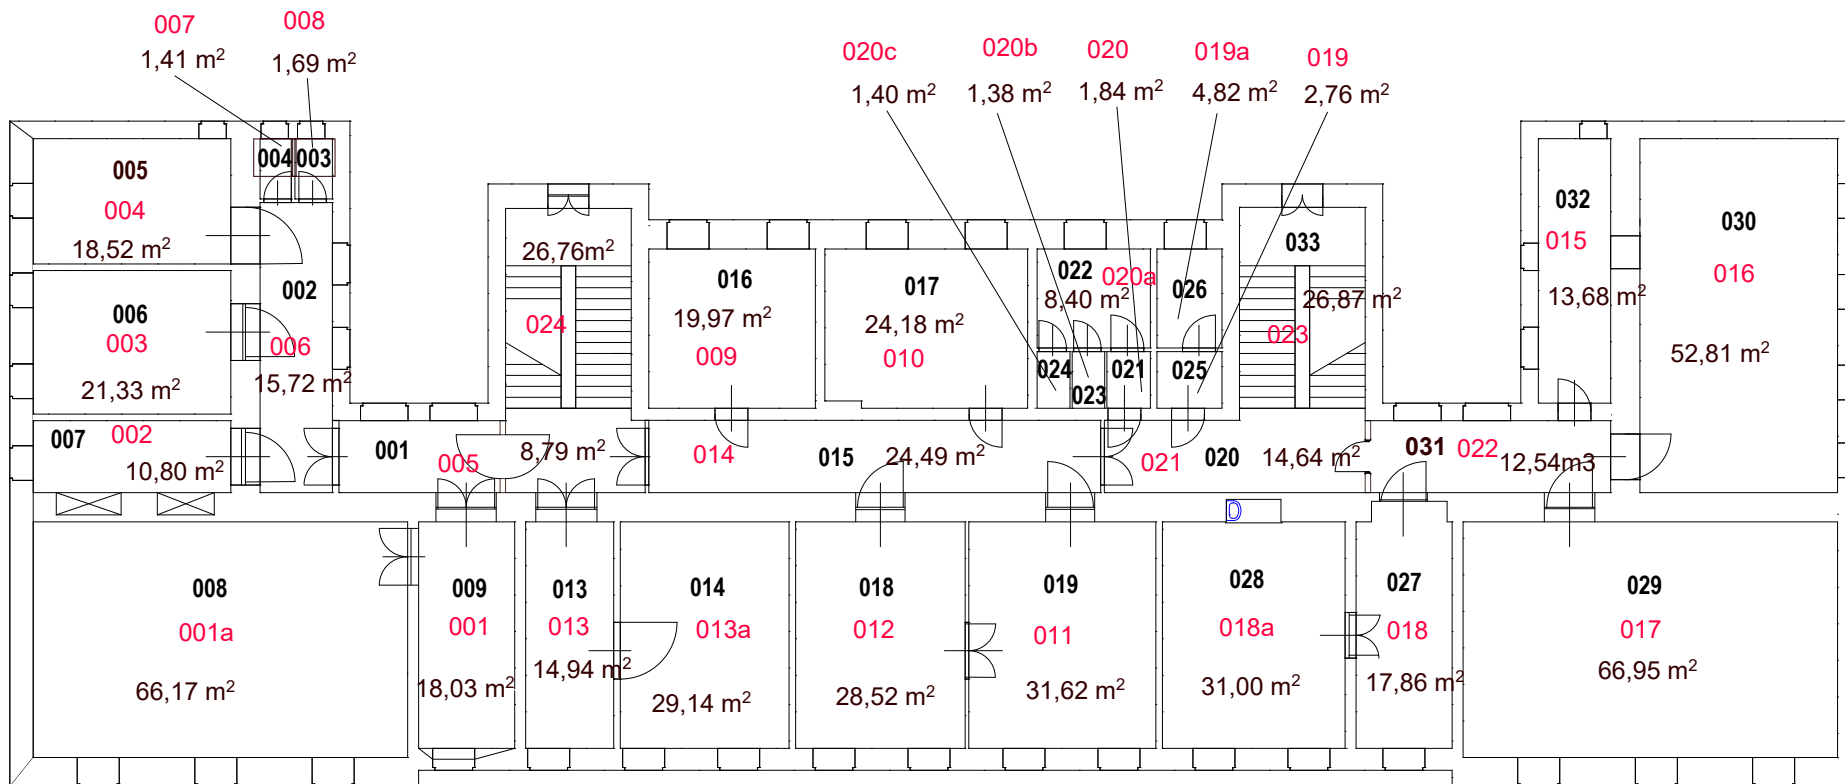 007
1,41 m²
008
1,69 m²
020c
1,40 m²
020b
1,38 m²
020
1,84 m²
019a
4,82 m²
019
2,76 m²
005
004
18,52 m²
004
003
002
006
15,72 m²
006
003
21,33 m²
007
002
10,80 m²
26,76m²
024
016
19,97 m²
009
017
24,18 m²
010
022
020a
8,40 m²
026
024
023
021
025
033
26,87 m²
023
032
015
13,68 m²
030
016
52,81 m²
001
005
8,79 m²
014
015
24,49 m²
021
020
14,64 m²
031
022
12,54m3
008
001a
66,17 m²
009
001
18,03 m²
013
013
14,94 m²
014
013a
29,14 m²
018
012
28,52 m²
019
011
31,62 m²
028
018a
31,00 m²
027
018
17,86 m²
029
017
66,95 m²